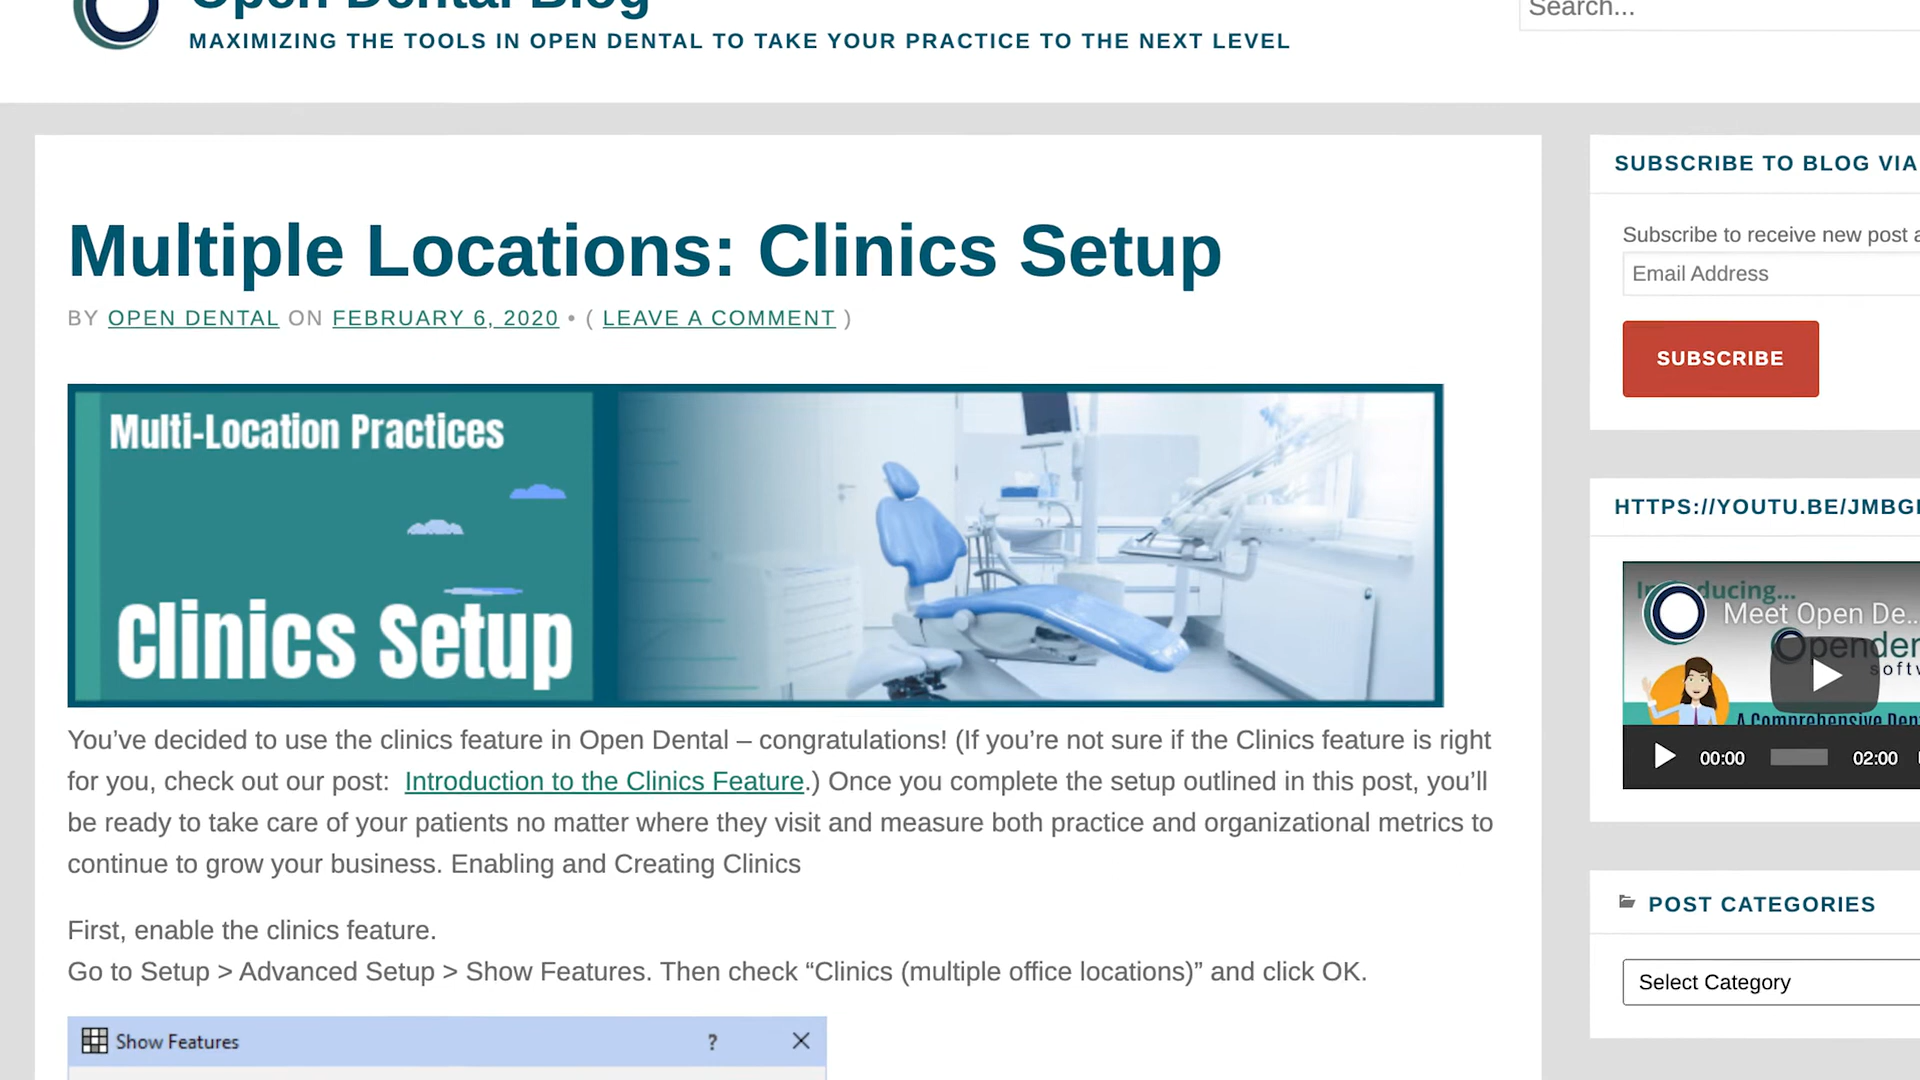 Open Dental Blog
MAXIMIZING THE TOOLS IN OPEN DENTAL TO TAKE YOUR PRACTICE TO THE NEXT LEVEL
Search...
Multiple Locations: Clinics Setup
BY OPEN DENTAL ON FEBRUARY 6, 2020 • ( LEAVE A COMMENT )
Multi-Location Practices
Clinics Setup
You’ve decided to use the clinics feature in Open Dental – congratulations! (If you’re not sure if the Clinics feature is right
for you, check out our post: Introduction to the Clinics Feature.) Once you complete the setup outlined in this post, you’ll
be ready to take care of your patients no matter where they visit and measure both practice and organizational metrics to
continue to grow your business. Enabling and Creating Clinics
First, enable the clinics feature.
Go to Setup > Advanced Setup > Show Features. Then check “Clinics (multiple office locations)” and click OK.
Show Features ?
SUBSCRIBE TO BLOG VIA
Subscribe to receive new post
Email Address
SUBSCRIBE
HTTPS://YOUTU.BE/JMBG
Meet Open De...
A Comprehensive
00:00 02:00
POST CATEGORIES
Select Category